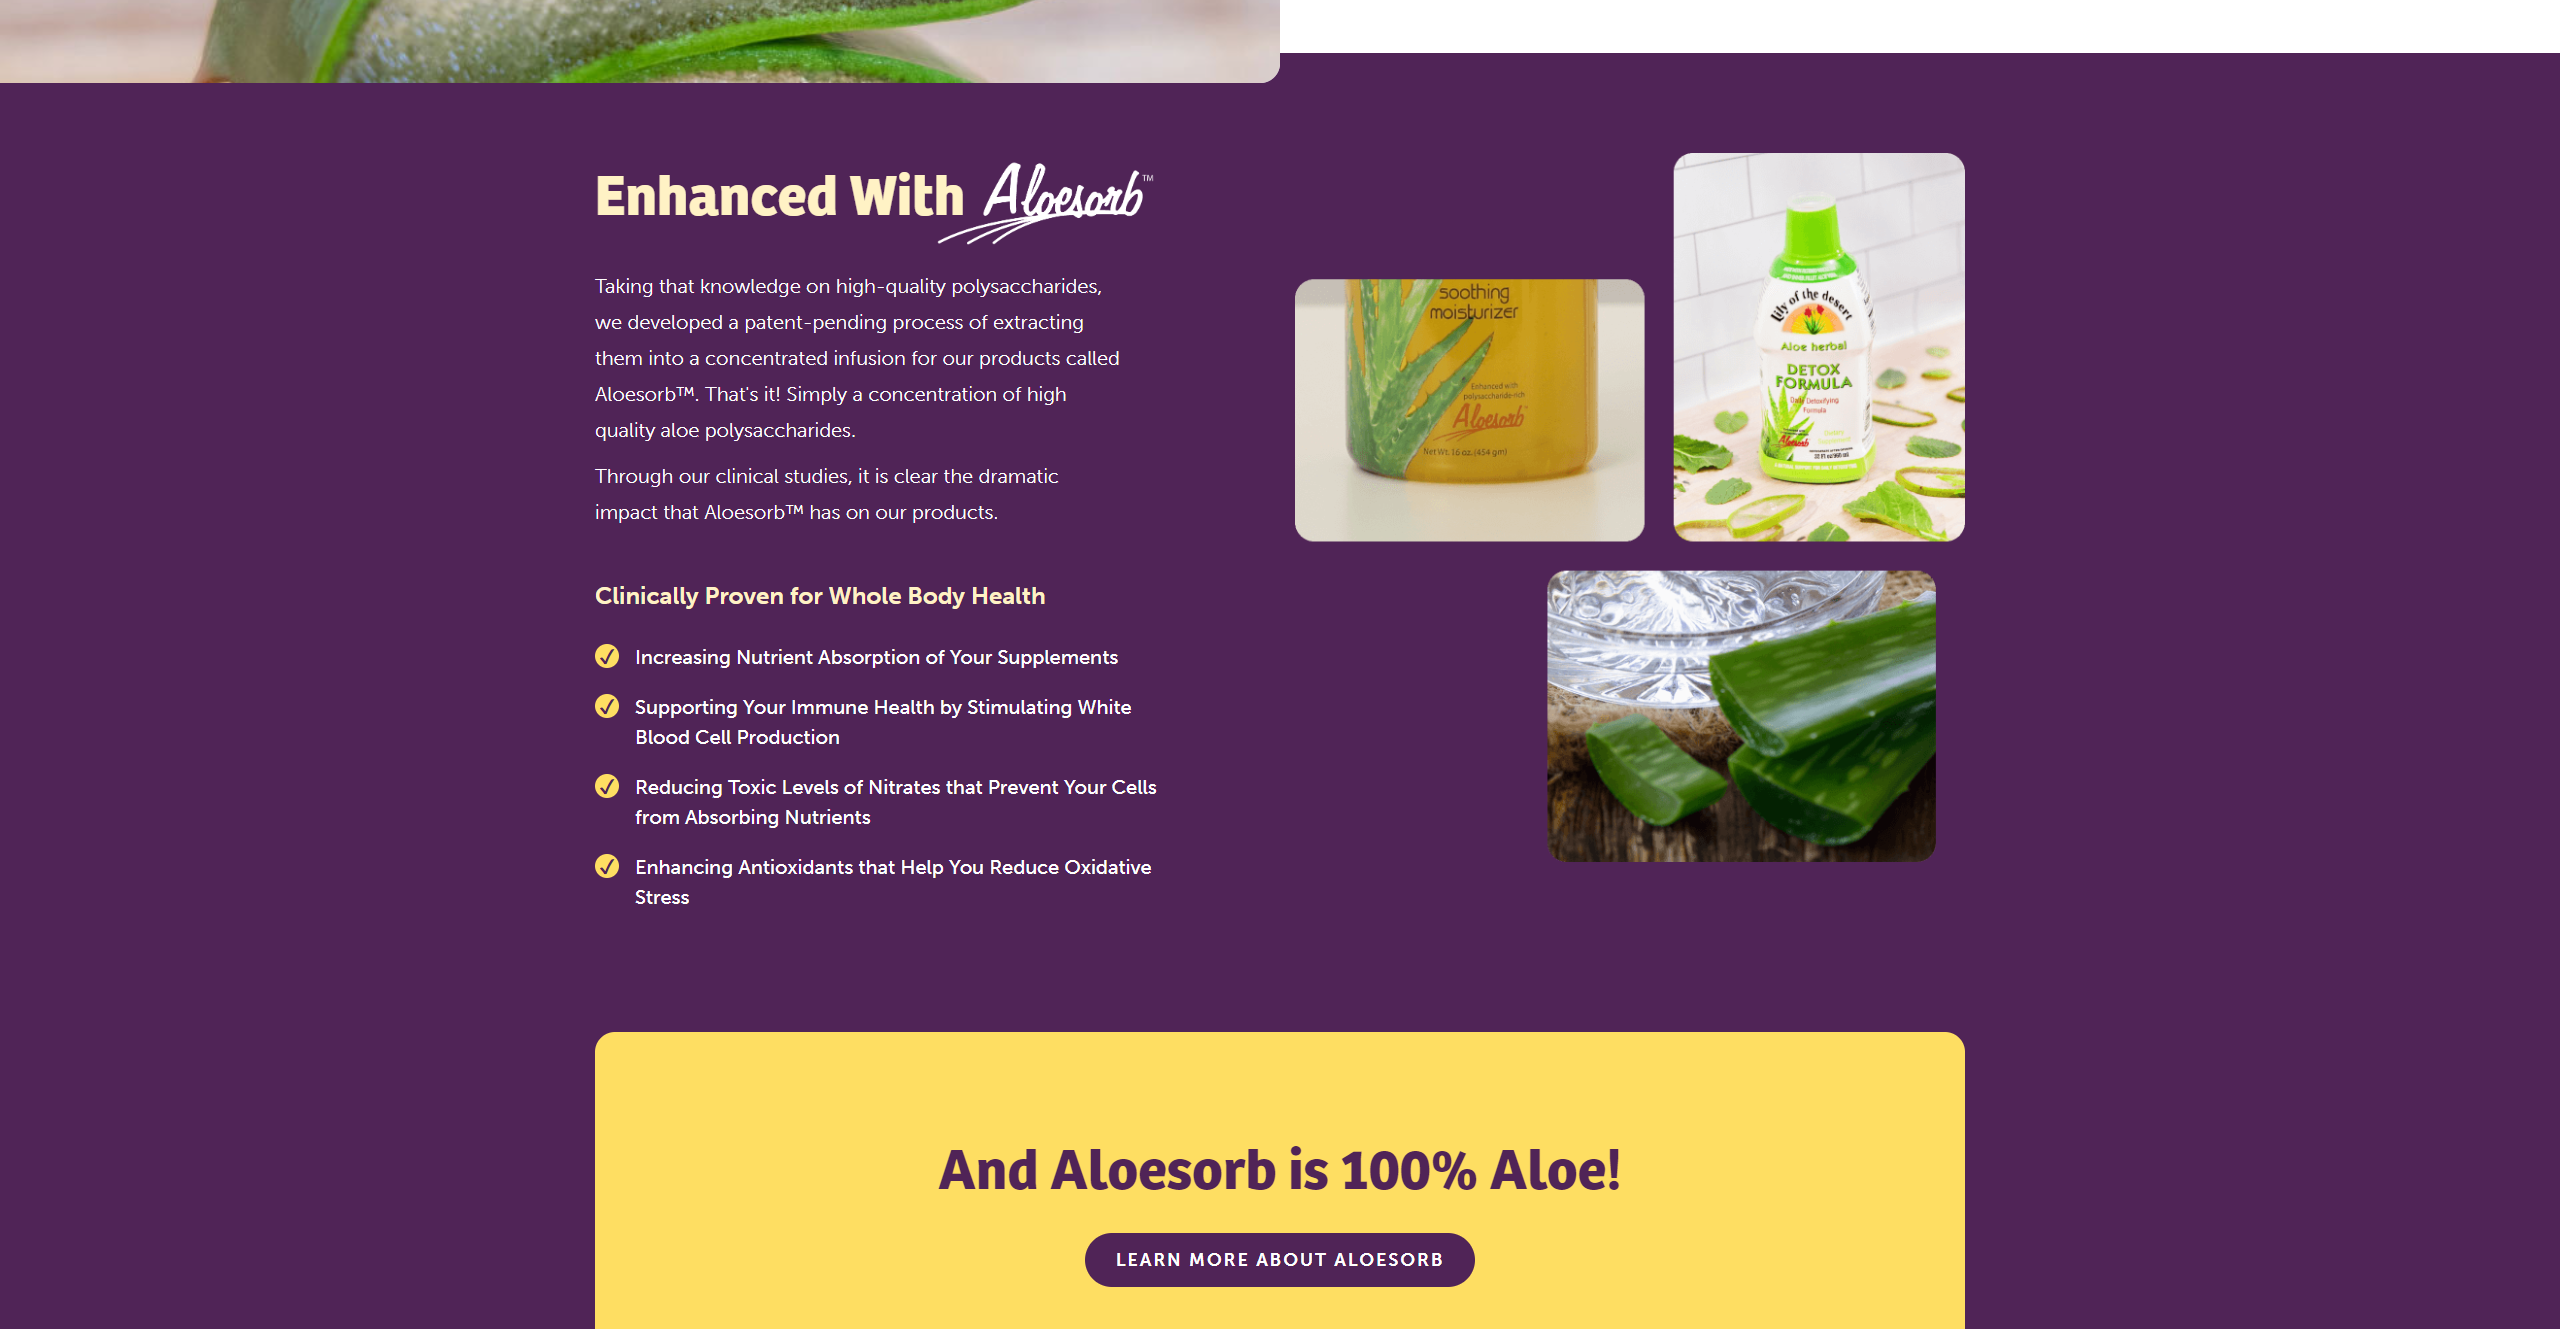 Enhanced With Aloesorb™
Taking that knowledge on high-quality polysaccharides,
we developed a patent-pending process of extracting
them into a concentrated infusion for our products called
Aloesorb™. That's it! Simply a concentration of high
quality aloe polysaccharides.
Through our clinical studies, it is clear the dramatic
impact that Aloesorb™ has on our products.
Clinically Proven for Whole Body Health
Increasing Nutrient Absorption of Your Supplements
Supporting Your Immune Health by Stimulating White
Blood Cell Production
Reducing Toxic Levels of Nitrates that Prevent Your Cells
from Absorbing Nutrients
Enhancing Antioxidants that Help You Reduce Oxidative
Stress
soothing
moisturizer
Enhanced with
polysaccharide-rich
Aloesorb
Net Wt. 16 oz. (454 gm)
lily of the desert
Aloe herbal
DETOX
FORMULA
Daily Detoxifying
Formula
Aloesorb
And Aloesorb is 100% Aloe!
LEARN MORE ABOUT ALOESORB